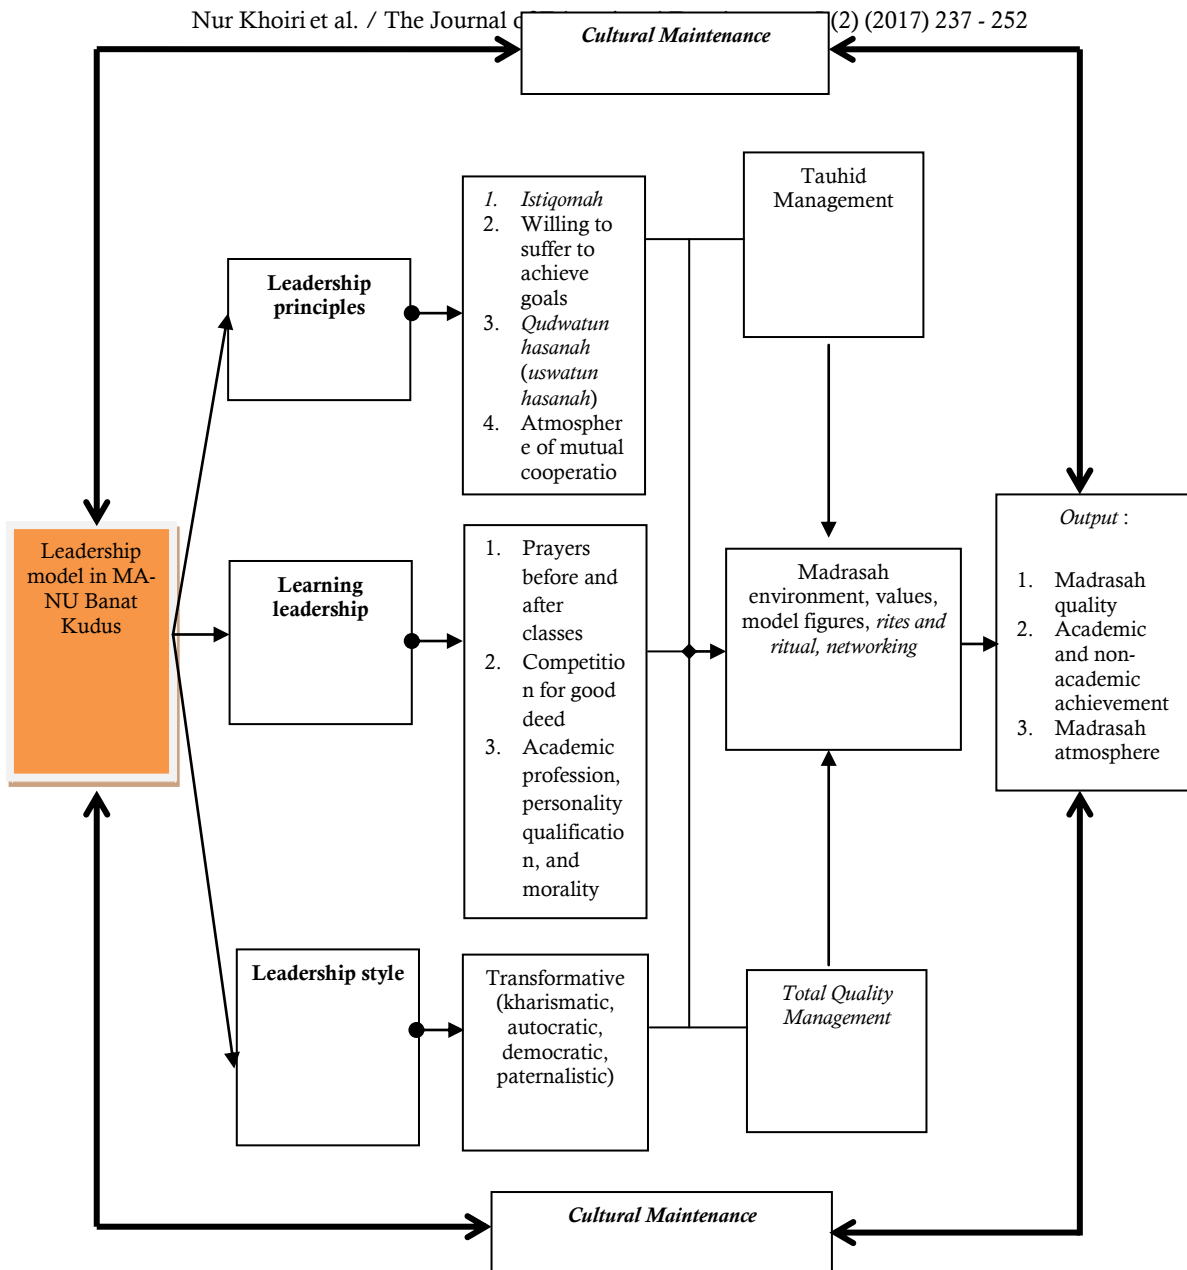 Nur Khoiri et al. / The Journal (2) (2017) 237 - 252
Cultural Maintenance
Tauhid
Management
1. Istiqomah
2. Willing to
suffer to
achieve
goals
3. Qudwatun
hasanah
(uswatun
hasanah)
4. Atmospher
e of mutual
cooperatio
Leadership
principles
Leadership
model in MA-
NU Banat
Kudus
Learning
leadership
1. Prayers
before and
after
classes
2. Competitio
n for good
deed
3. Academic
profession,
personality
qualificatio
n, and
morality
Madrasah
environment, values,
model figures, rites and
ritual, networking
Output :
1. Madrasah
quality
2. Academic
and non-
academic
achievement
3. Madrasah
atmosphere
Leadership style
Transformative
(kharismatic,
autocratic,
democratic,
paternalistic)
Total Quality
Management
Cultural Maintenance